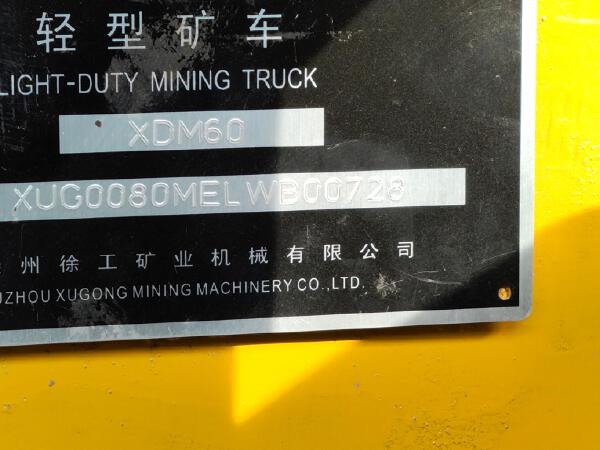 轻型矿车
LIGHT-DUTY MINING TRUCK
XDM60
XUG0080MELWB00728
州徐工矿业机械有限公司
UZHOU XUGONG MINING MACHINERY CO.,LTD.